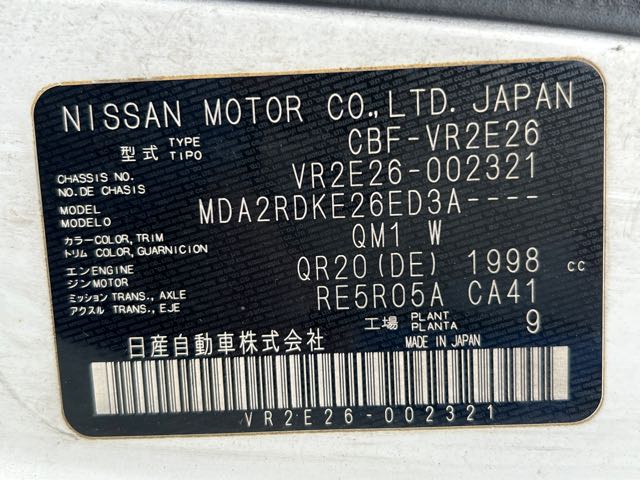 NISSAN MOTOR CO.,LTD. JAPAN
型式 TYPE TIPO CBF-VR2E26
CHASSIS NO. NO.DE CHASIS VR2E26-002321
MODEL MODELO MDA2RDKE26ED3A----
カラー COLOR, TRIM トリム COLOR, GUARNICION QM1 W
エンジン ENGINE MOTOR QR20(DE) 1998 cc
ミッション TRANS., AXLE アクスル TRANS., EJE RE5R05A CA41
工場 PLANT PLANTA 9
日産自動車株式会社 MADE IN JAPAN
VR2E26-002321